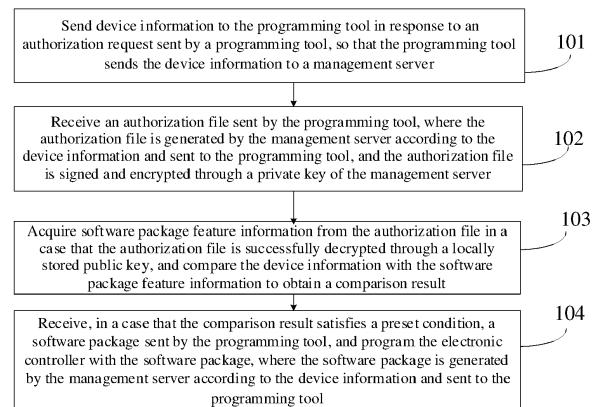 Send device information to the programming tool in response to an
authorization request sent by a programming tool, so that the programming tool
sends the device information to a management server
101
Receive an authorization file sent by the programming tool, where the
authorization file is generated by the management server according to the
device information and sent to the programming tool, and the authorization file
is signed and encrypted through a private key of the management server
102
Acquire software package feature information from the authorization file in a
case that the authorization file is successfully decrypted through a locally
stored public key, and compare the device information with the software
package feature information to obtain a comparison result
103
Receive, in a case that the comparison result satisfies a preset condition, a
software package sent by the programming tool, and program the electronic
controller with the software package, where the software package is generated
by the management server according to the device information and sent to the
programming tool
104